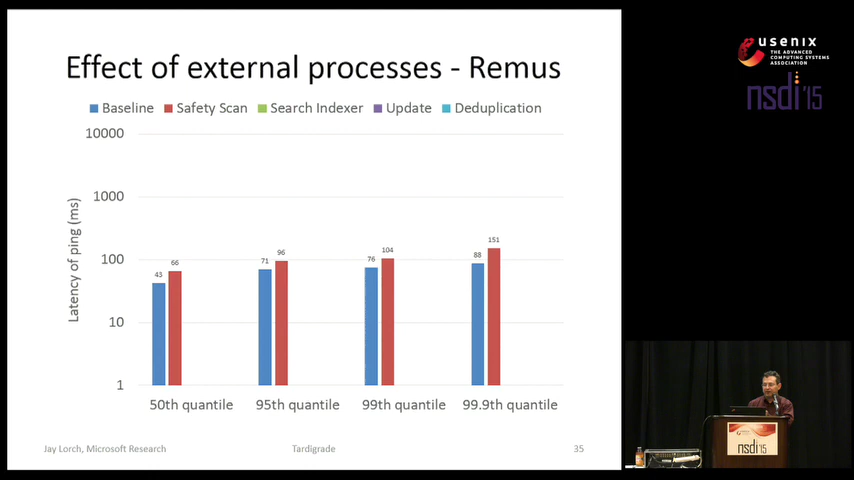 Effect of external processes - Remus
Baseline Safety Scan Search Indexer Update Deduplication
10000
1000
100
10
1
Latency of ping (ms)
43 66 71 96 76 104 88 151
50th quantile 95th quantile 99th quantile 99.9th quantile
Jay Lorch, Microsoft Research Tardigrade 35
usenix
THE ADVANCED
COMPUTING SYSTEMS
ASSOCIATION
nsdi '15
nsdi '15